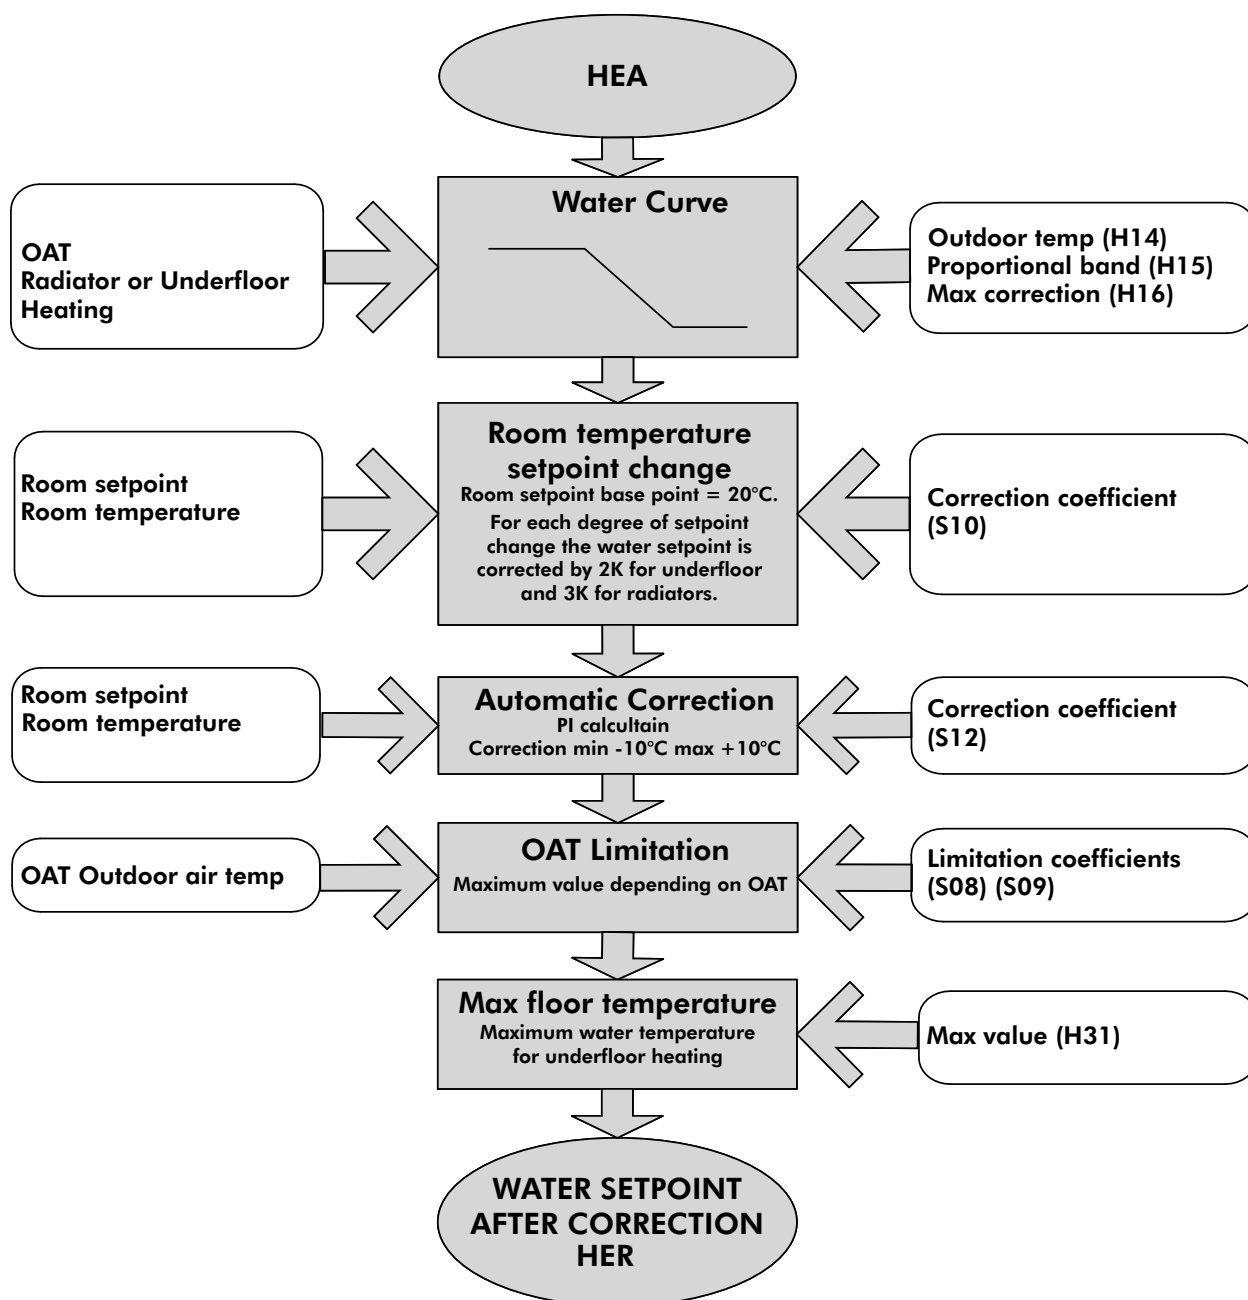 HEA
Water Curve
OAT
Radiator or Underfloor
Heating
Outdoor temp (H14)
Proportional band (H15)
Max correction (H16)
Room temperature
setpoint change
Room setpoint base point = 20°C.
For each degree of setpoint
change the water setpoint is
corrected by 2K for underfloor
and 3K for radiators.
Room setpoint
Room temperature
Correction coefficient
(S10)
Automatic Correction
PI calcultain
Correction min -10°C max +10°C
Room setpoint
Room temperature
Correction coefficient
(S12)
OAT Limitation
Maximum value depending on OAT
OAT Outdoor air temp
Limitation coefficients
(S08) (S09)
Max floor temperature
Maximum water temperature
for underfloor heating
Max value (H31)
WATER SETPOINT
AFTER CORRECTION
HER